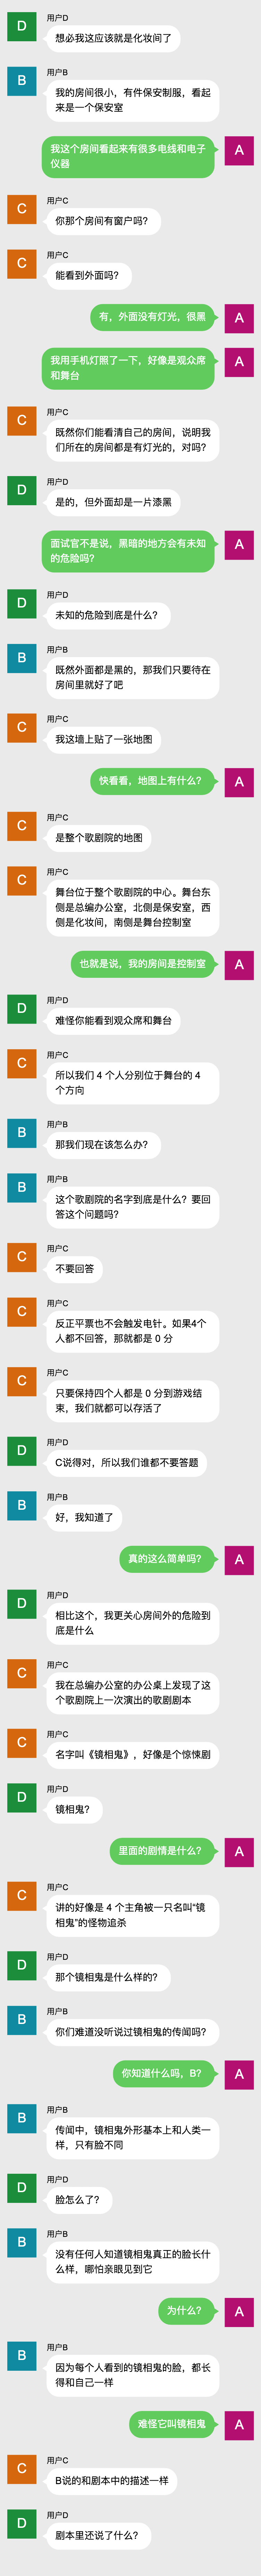 用户D
D
想必我这应该就是化妆间了
用户B
B
我的房间很小，有件保安制服，看起
来是一个保安室
我这个房间看起来有很多电线和电子
仪器
A
用户C
C
你那个房间有窗户吗？
用户C
C
能看到外面吗？
有，外面没有灯光，很黑
A
我用手机灯照了一下，好像是观众席
和舞台
A
用户C
C
既然你们能看清自己的房间，说明我
们所在的房间都是有灯光的，对吗？
用户D
D
是的，但外面却是一片漆黑
面试官不是说，黑暗的地方会有未知
的危险吗？
A
用户D
D
未知的危险到底是什么？
用户B
B
既然外面都是黑的，那我们只要待在
房间里就好了吧
用户C
C
我这墙上贴了一张地图
快看看，地图上有什么？
A
用户C
C
是整个歌剧院的地图
用户C
C
舞台位于整个歌剧院的中心。舞台东
侧是总编办公室，北侧是保安室，西
侧是化妆间，南侧是舞台控制室
也就是说，我的房间是控制室
A
用户D
D
难怪你能看到观众席和舞台
用户C
C
所以我们 4 个人分别位于舞台的 4
个方向
用户B
B
那我们现在该怎么办？
用户B
B
这个歌剧院的名字到底是什么？要回
答这个问题吗？
用户C
C
不要回答
用户C
C
反正平票也不会触发电针。如果4个
人都不回答，那就都是 0 分
用户C
C
只要保持四个人都是 0 分到游戏结
束，我们就都可以存活了
用户D
D
C说得对，所以我们谁都不要答题
用户B
B
好，我知道了
真的这么简单吗？
A
用户D
D
相比这个，我更关心房间外的危险到
底是什么
用户C
C
我在总编办公室的办公桌上发现了这
个歌剧院上一次演出的歌剧剧本
用户C
C
名字叫《镜相鬼》，好像是个惊悚剧
用户D
D
镜相鬼？
里面的剧情是什么？
A
用户C
C
讲的好像是 4 个主角被一只名叫“镜
相鬼”的怪物追杀
用户D
D
那个镜相鬼是什么样的？
用户B
B
你们难道没听说过镜相鬼的传闻吗？
你知道什么吗，B？
A
用户B
B
传闻中，镜相鬼外形基本上和人类一
样，只有脸不同
用户D
D
脸怎么了？
用户B
B
没有任何人知道镜相鬼真正的脸长什
么样，哪怕亲眼见到它
为什么？
A
用户B
B
因为每个人看到的镜相鬼的脸，都长
得和自己一样
难怪它叫镜相鬼
A
用户C
C
B说的和剧本中的描述一样
用户D
D
剧本里还说了什么？